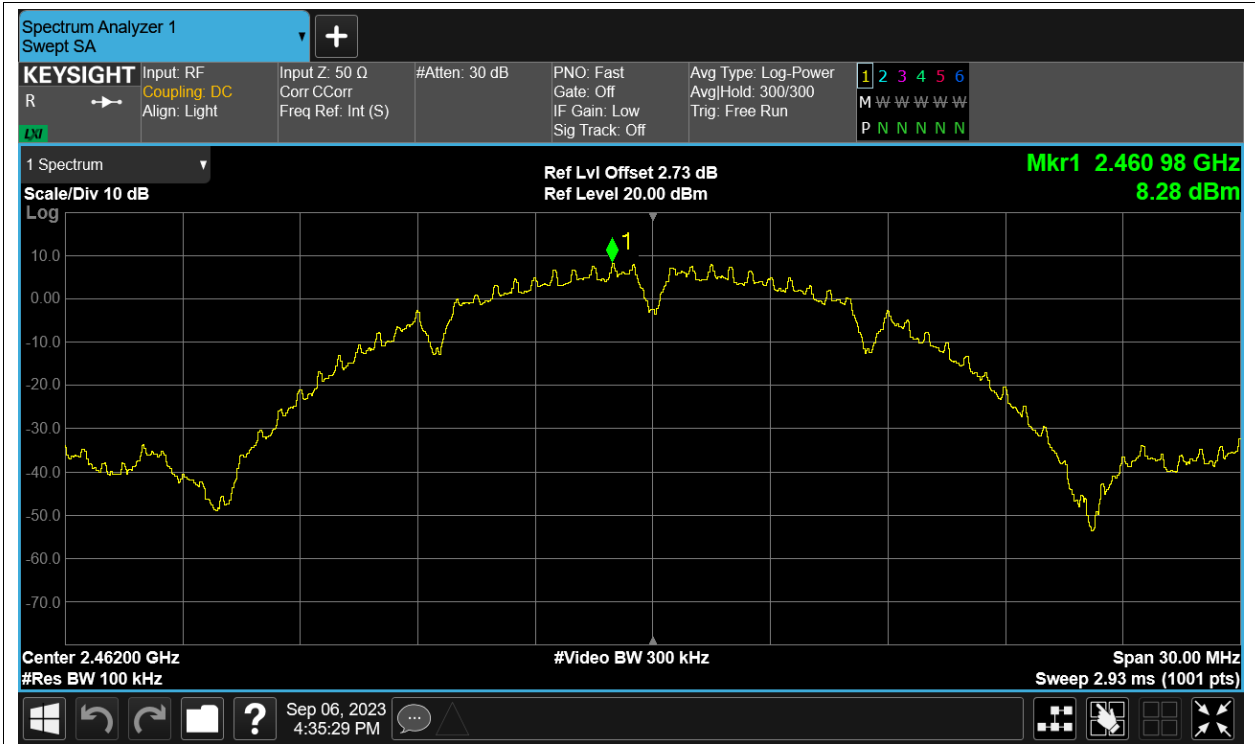 Spectrum Analyzer 1
Swept SA
KEYSIGHT
R
LXI
Input: RF
Coupling: DC
Align: Light
Input Z: 50 Ω
Corr CCorr
Freq Ref: Int (S)
#Atten: 30 dB
PNO: Fast
Gate: Off
IF Gain: Low
Sig Track: Off
Avg Type: Log-Power
Avg|Hold: 300/300
Trig: Free Run
1 2 3 4 5 6
M W W W W W
P N N N N N
1 Spectrum
Scale/Div 10 dB
Log
Ref Lvl Offset 2.73 dB
Ref Level 20.00 dBm
Mkr1 2.460 98 GHz
8.28 dBm
1
10.0
0.00
-10.0
-20.0
-30.0
-40.0
-50.0
-60.0
-70.0
Center 2.46200 GHz
#Res BW 100 kHz
#Video BW 300 kHz
Span 30.00 MHz
Sweep 2.93 ms (1001 pts)
?
Sep 06, 2023
4:35:29 PM